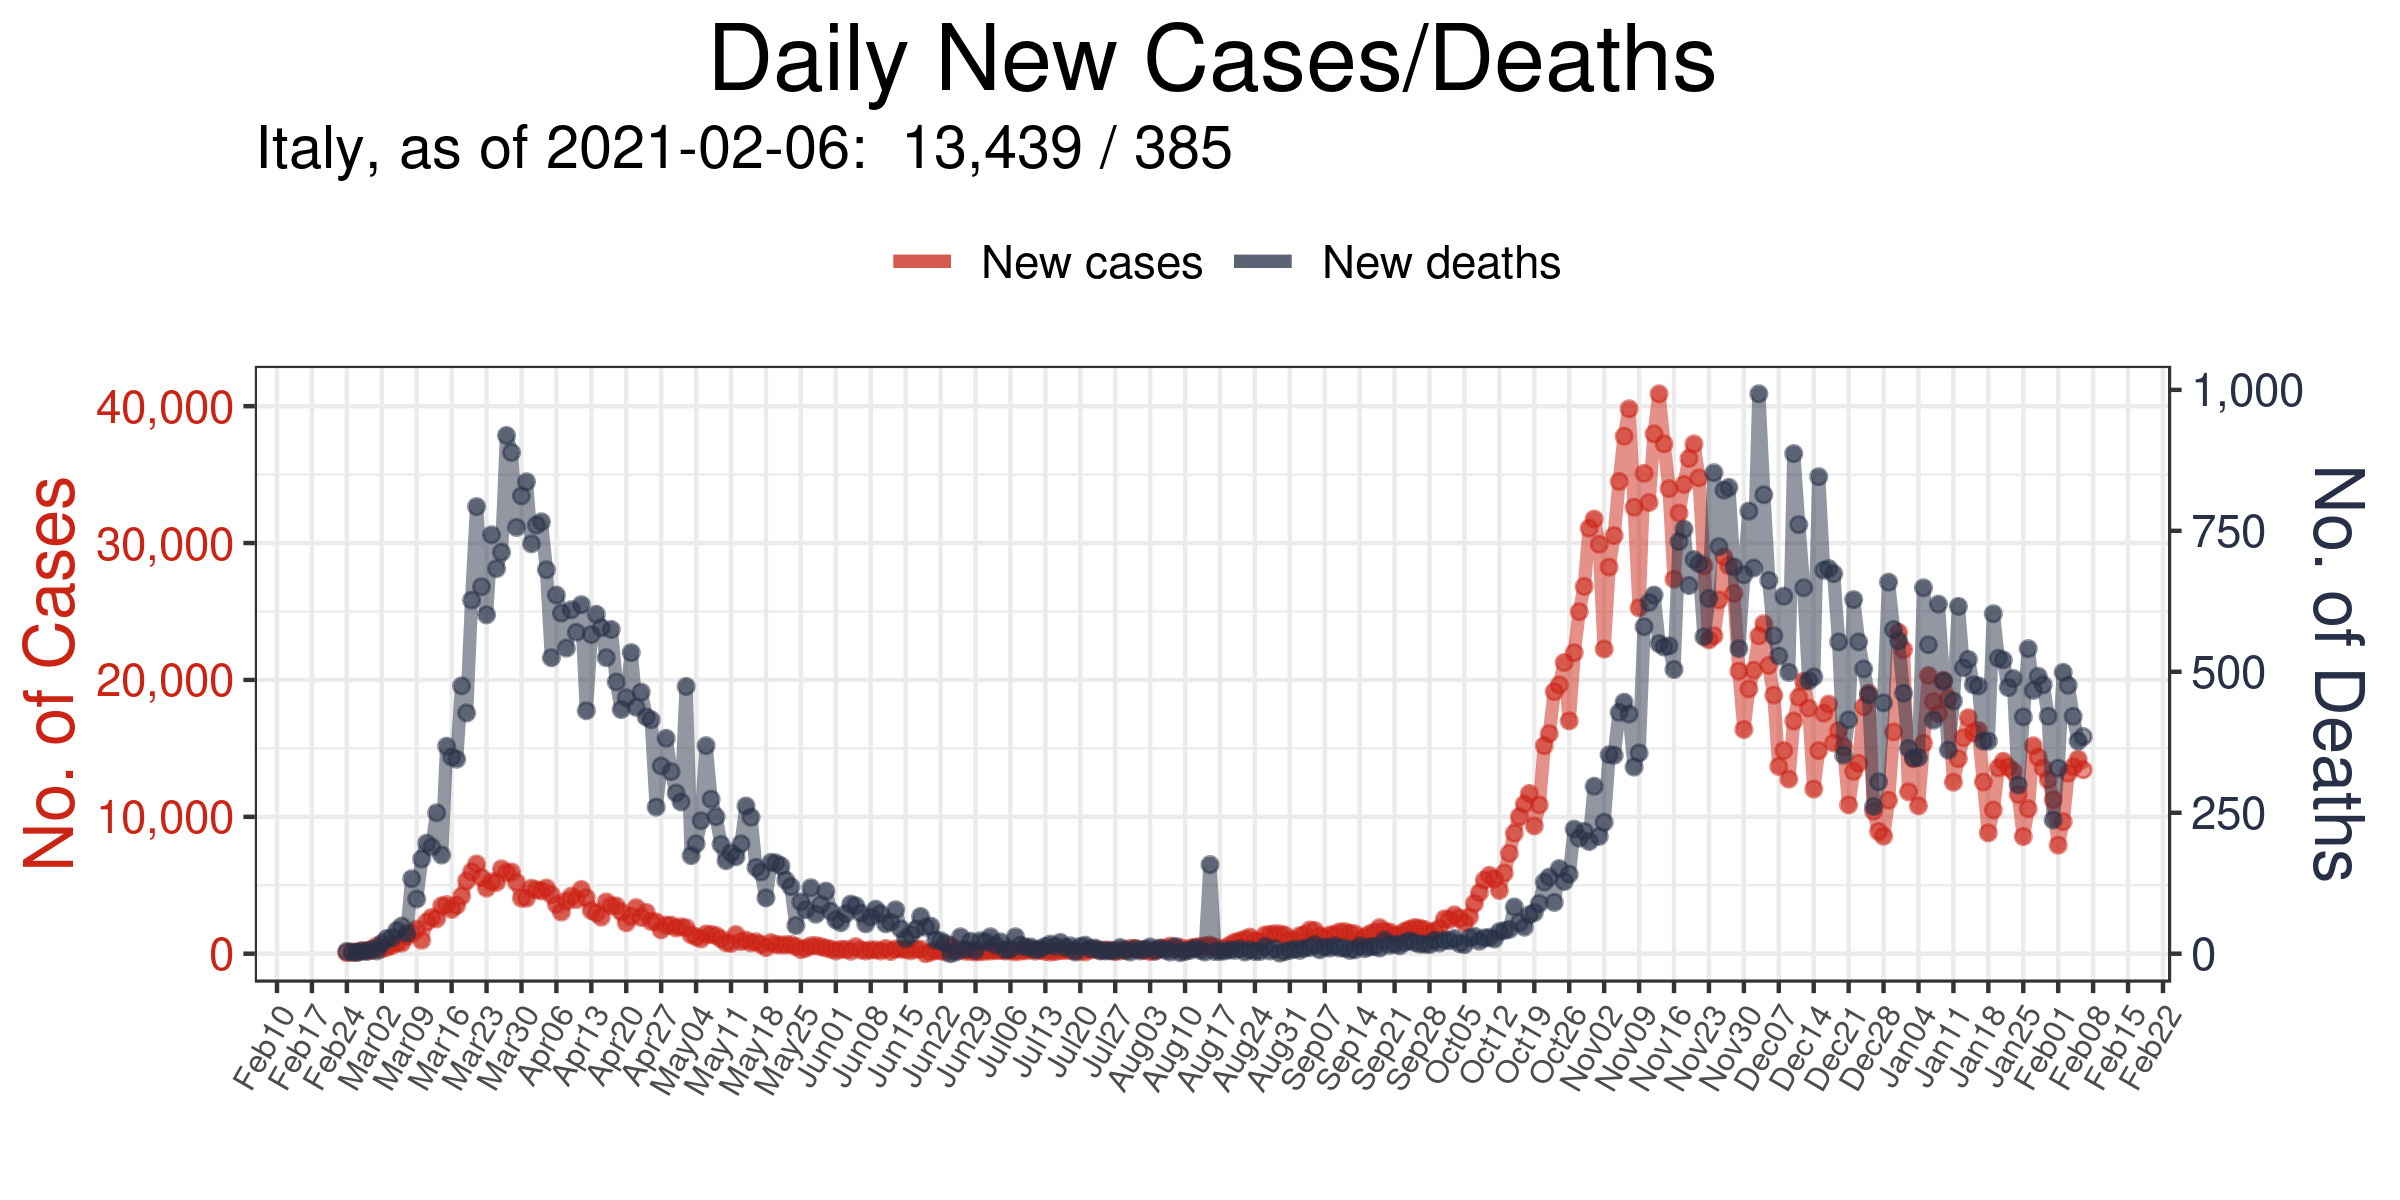 Daily New Cases/Deaths
Italy, as of 2021-02-06:  13,439 / 385
New cases
New deaths
No. of Cases
40,000
30,000
20,000
10,000
0
1,000
750
500
250
0
No. of Deaths
Feb10
Feb17
Feb24
Mar02
Mar09
Mar16
Mar23
Mar30
Apr06
Apr13
Apr20
Apr27
May04
May11
May18
May25
Jun01
Jun08
Jun15
Jun22
Jun29
Jul06
Jul13
Jul20
Jul27
Aug03
Aug10
Aug17
Aug24
Aug31
Sep07
Sep14
Sep21
Sep28
Oct05
Oct12
Oct19
Oct26
Nov02
Nov09
Nov16
Nov23
Nov30
Dec07
Dec14
Dec21
Dec28
Jan04
Jan11
Jan18
Jan25
Feb01
Feb08
Feb15
Feb22